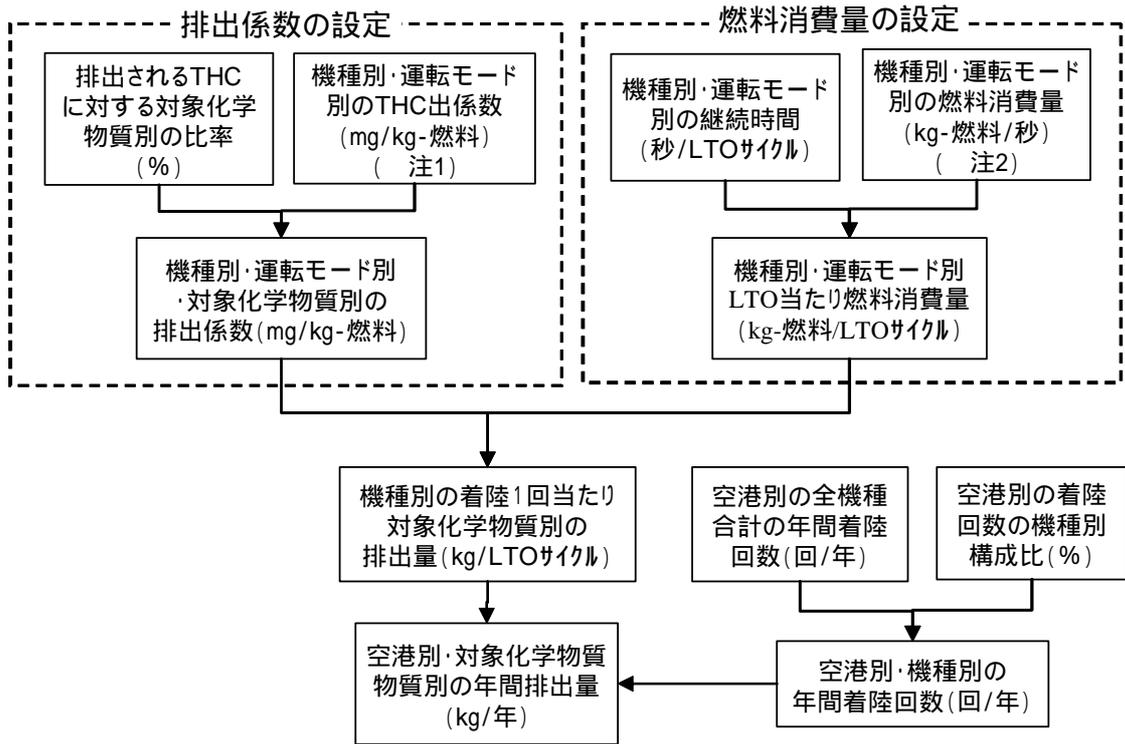 排出係数の設定
排出されるTHC
に対する対象化学
物質別の比率
(%)
機種別・運転モード
別のTHC出係数
(mg/kg-燃料)
( 注1)
機種別・運転モード別
・対象化学物質別の
排出係数(mg/kg-燃料)
燃料消費量の設定
機種別・運転モード
別の継続時間
(秒/LTOサイクル)
機種別・運転モード
別の燃料消費量
(kg-燃料/秒)
( 注2)
機種別・運転モード別
LTO当たり燃料消費量
(kg-燃料/LTOサイクル)
機種別の着陸1回当たり
対象化学物質別の
排出量(kg/LTOサイクル)
空港別の全機種
合計の年間着陸
回数(回/年)
空港別の着陸
回数の機種別
構成比(%)
空港別・対象化学物質
物質別の年間排出量
(kg/年)
空港別・機種別の
年間着陸回数(回/年)